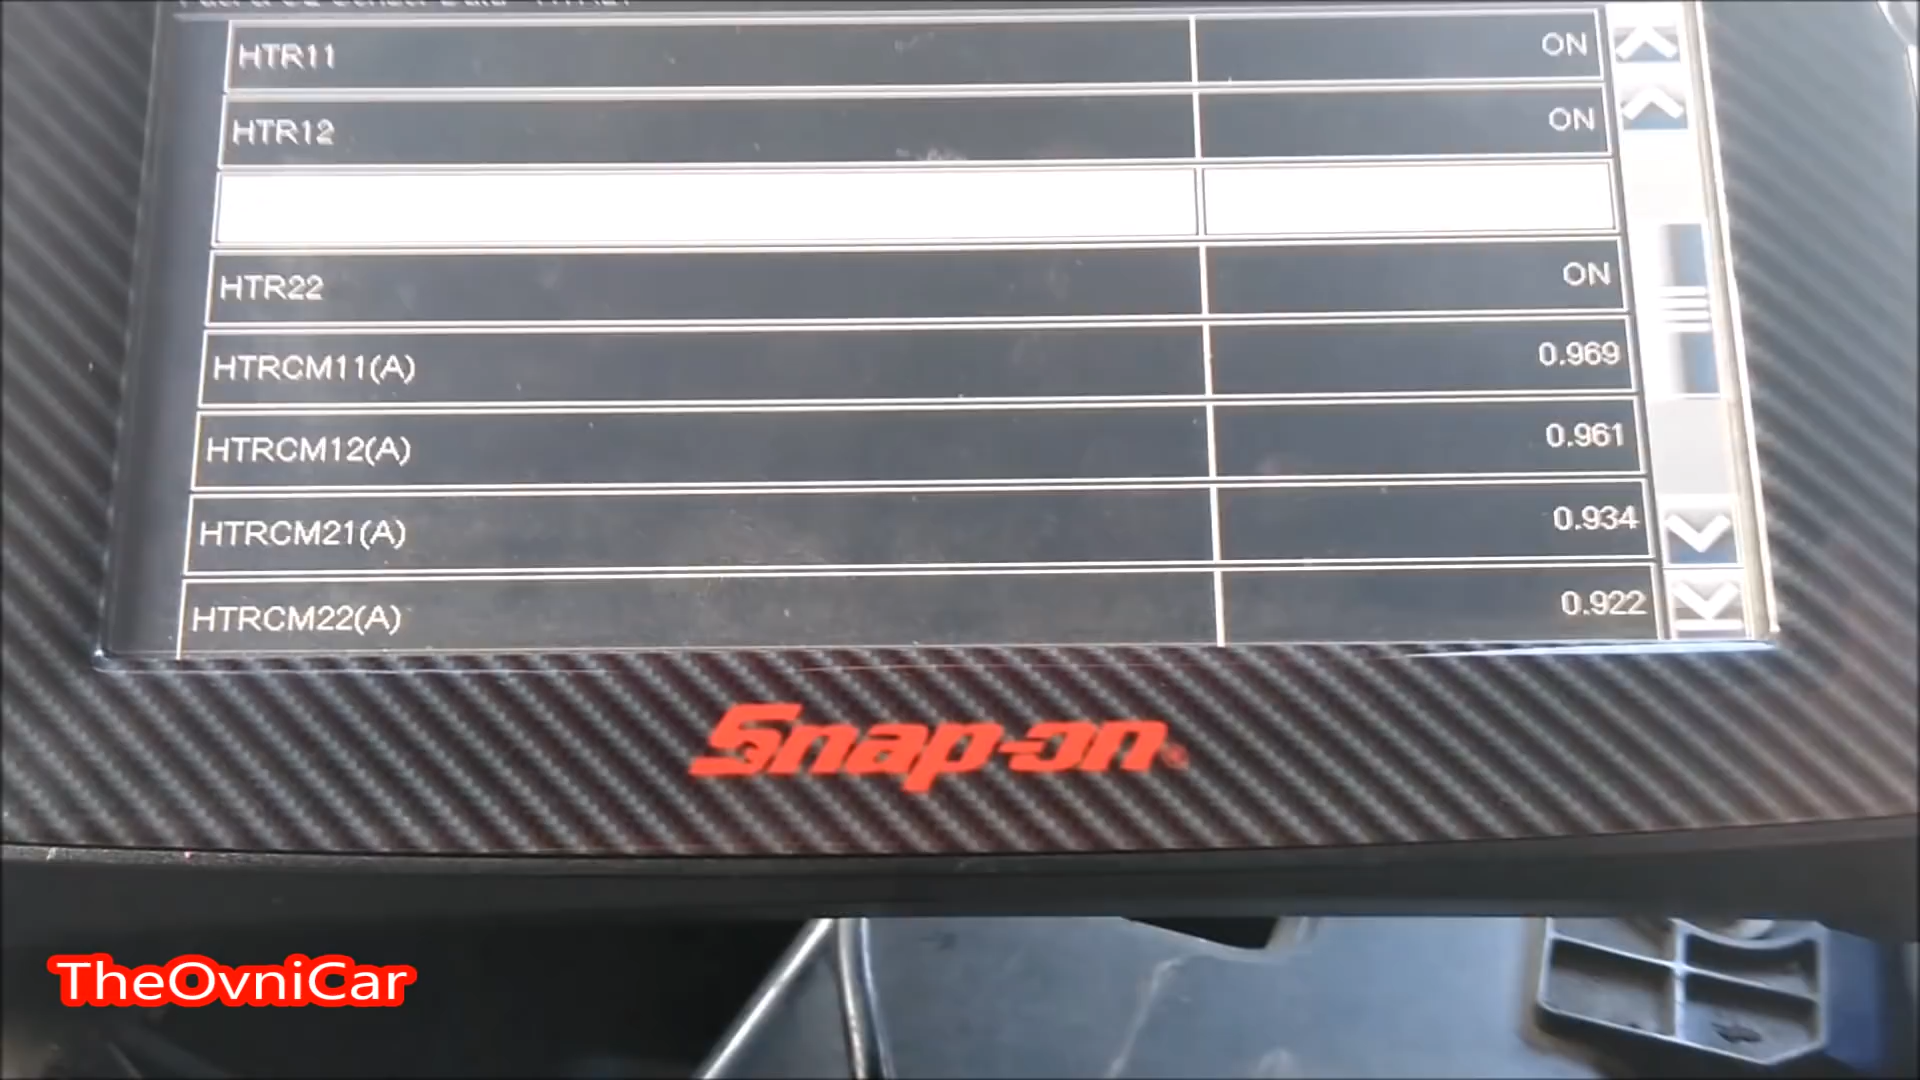 HTR11 ON
HTR12 ON
HTR22 ON
HTRCM11(A) 0.969
HTRCM12(A) 0.961
HTRCM21(A) 0.934
HTRCM22(A) 0.922
Snap-on
TheOvniCar